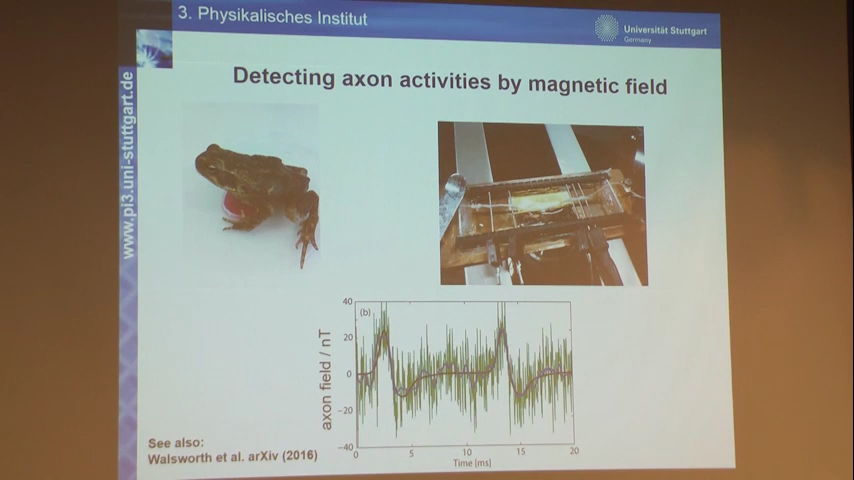 3. Physikalisches Institut
Universität Stuttgart
Germany
www.pi3.uni-stuttgart.de
Detecting axon activities by magnetic field
axon field / nT
40
20
0
−20
−40
(b)
0
5
10
15
20
Time [ms]
See also:
Walsworth et al. arXiv (2016)